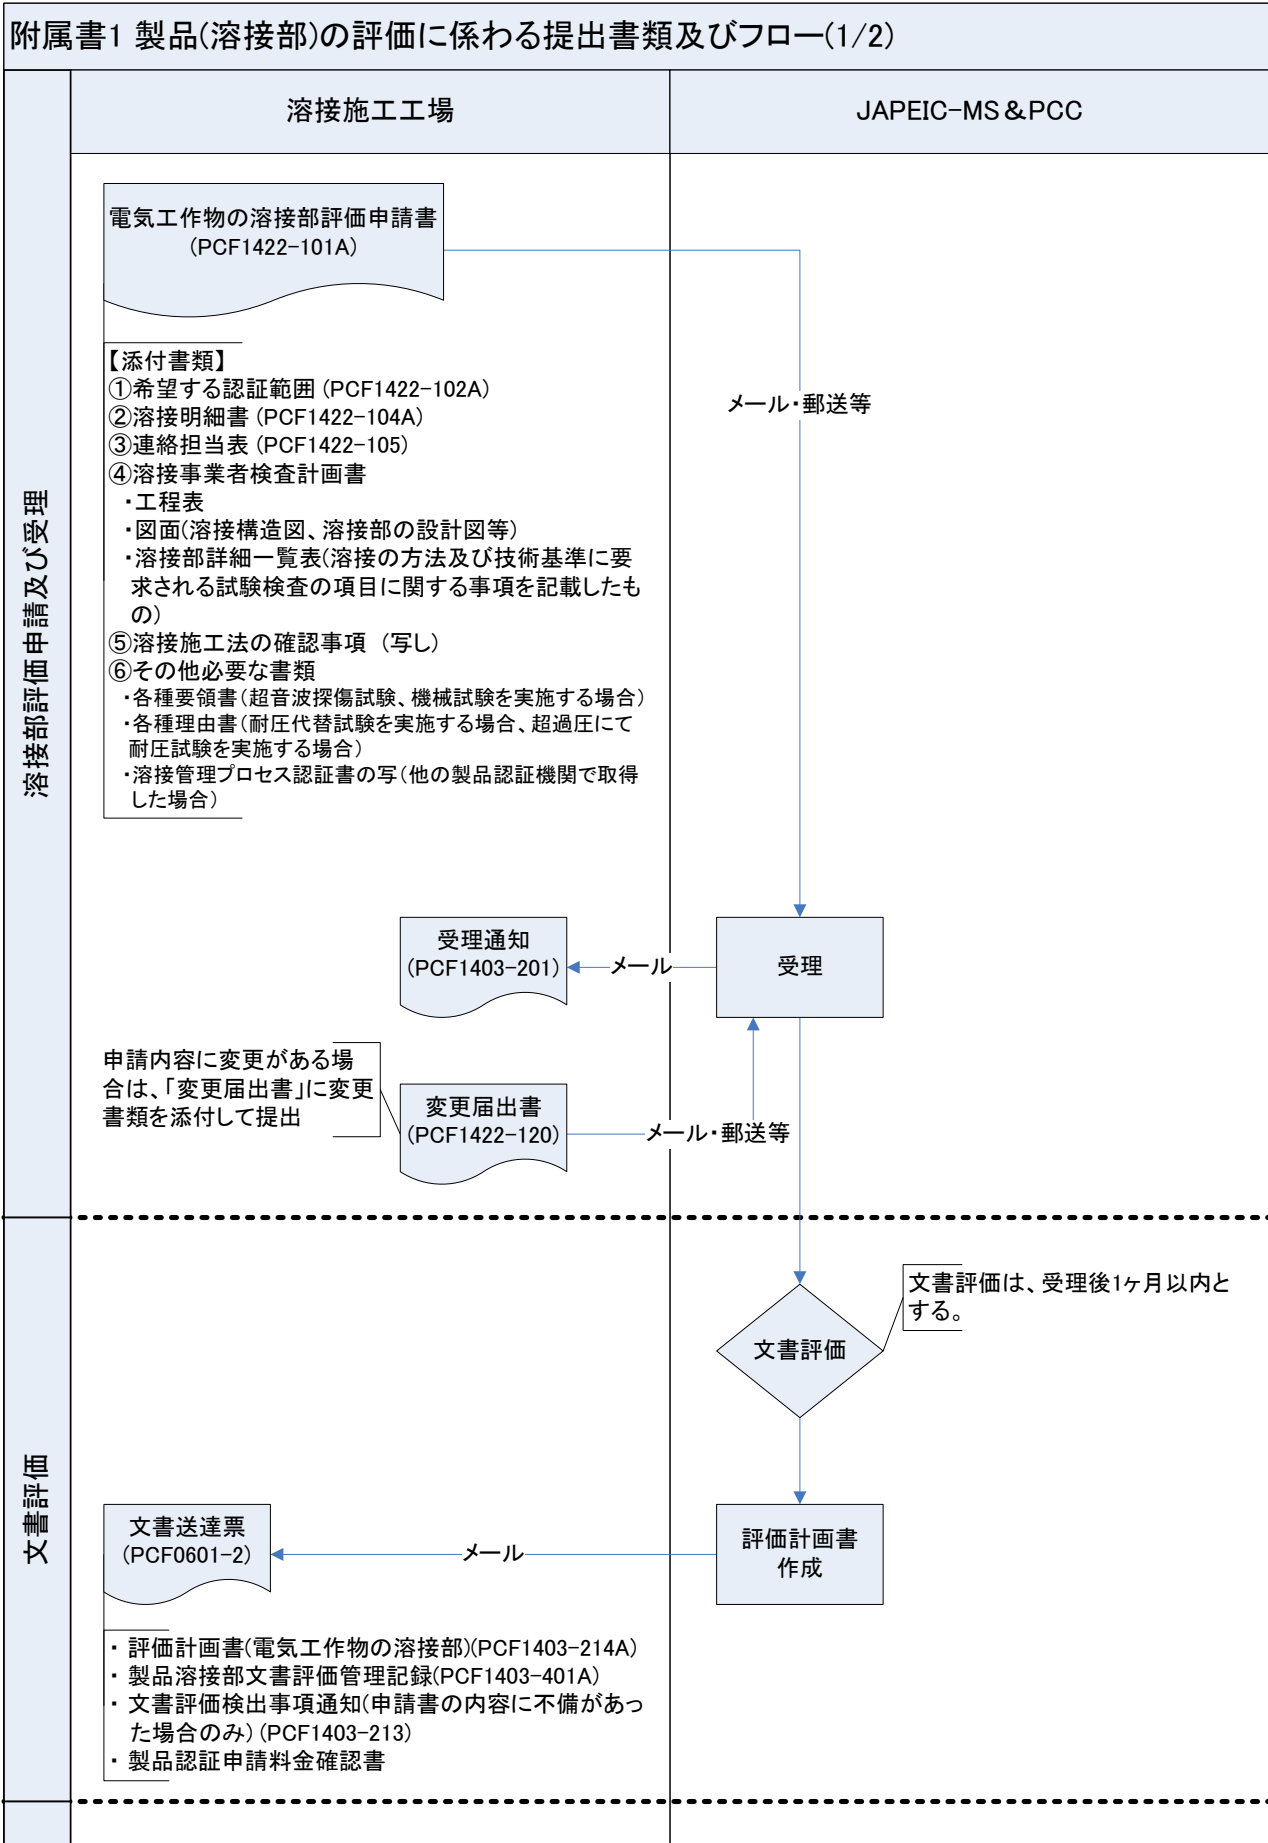 附属書1 製品(溶接部)の評価に係わる提出書類及びフロー(1/2)
溶接施工工場
JAPEIC-MS&PCC
溶接部評価申請及び受理
電気工作物の溶接部評価申請書
(PCF1422-101A)
【添付書類】
①希望する認証範囲 (PCF1422-102A)
②溶接明細書 (PCF1422-104A)
③連絡担当表 (PCF1422-105)
④溶接事業者検査計画書
・工程表
・図面(溶接構造図、溶接部の設計図等)
・溶接部詳細一覧表(溶接の方法及び技術基準に要
求される試験検査の項目に関する事項を記載したも
の)
⑤溶接施工法の確認事項 (写し)
⑥その他必要な書類
・各種要領書(超音波探傷試験、機械試験を実施する場合)
・各種理由書(耐圧代替試験を実施する場合、超過圧にて
耐圧試験を実施する場合)
・溶接管理プロセス認証書の写(他の製品認証機関で取得
した場合)
メール・郵送等
受理通知
(PCF1403-201)
メール
受理
申請内容に変更がある場
合は、「変更届出書」に変更
書類を添付して提出
変更届出書
(PCF1422-120)
メール・郵送等
文書評価
文書評価
文書評価は、受理後1ヶ月以内と
する。
文書送達票
(PCF0601-2)
メール
評価計画書
作成
・ 評価計画書(電気工作物の溶接部)(PCF1403-214A)
・ 製品溶接部文書評価管理記録(PCF1403-401A)
・ 文書評価検出事項通知(申請書の内容に不備があっ
た場合のみ) (PCF1403-213)
・ 製品認証申請料金確認書